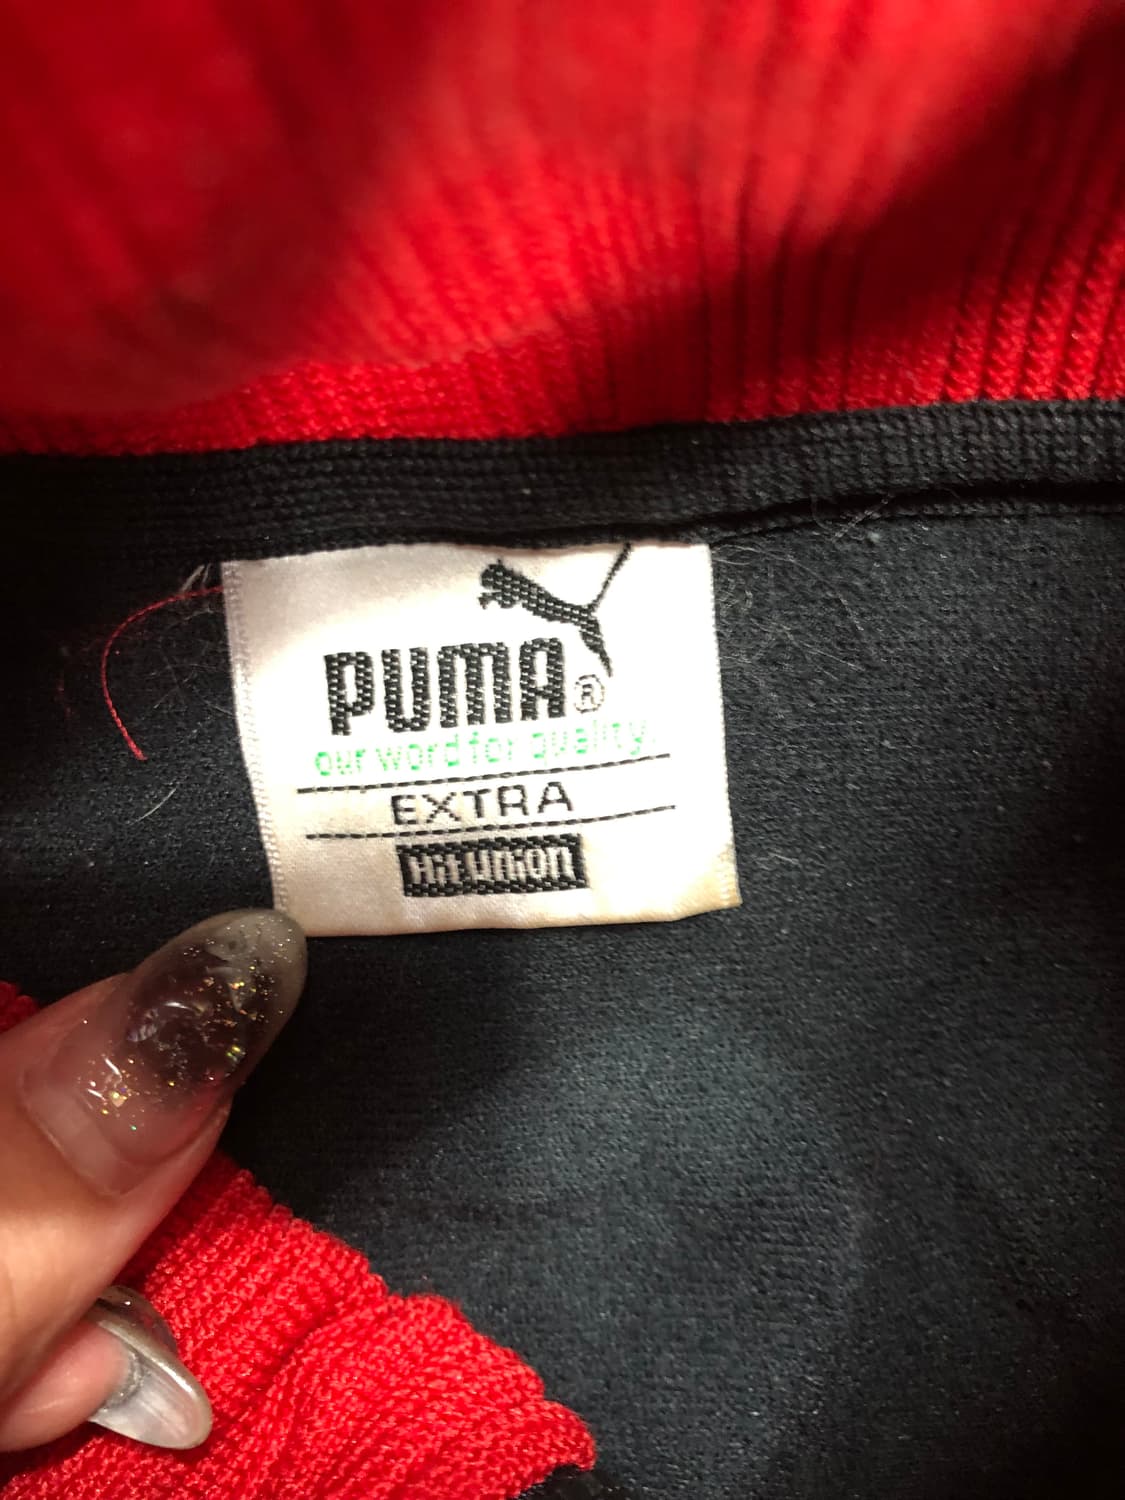 PUMA®
our word for quality.
EXTRA
Hit union